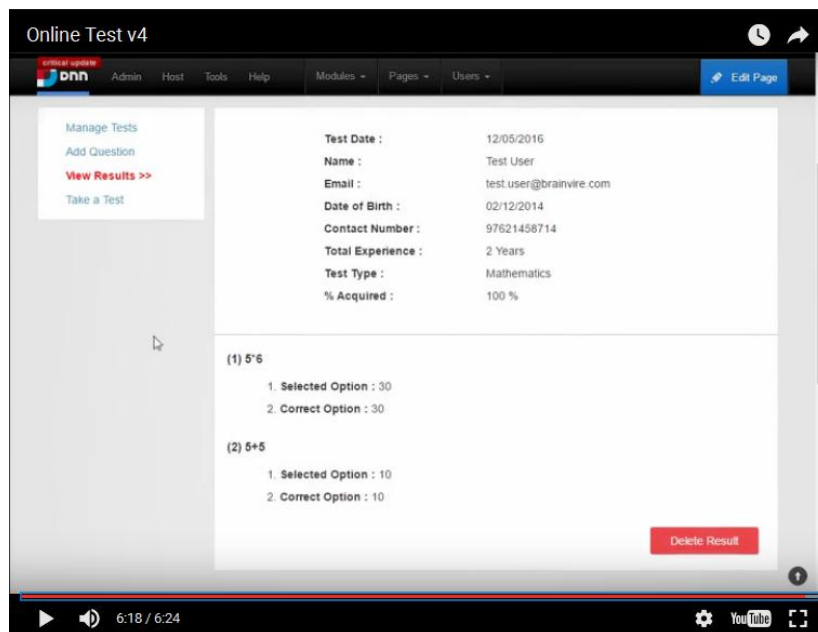 Online Test v4
critical update
DNN Admin Host Tools Help Modules Pages Users Edit Page
Manage Tests
Add Question
View Results >>
Take a Test
Test Date : 12/05/2016
Name : Test User
Email : test.user@brainvire.com
Date of Birth : 02/12/2014
Contact Number : 97621458714
Total Experience : 2 Years
Test Type : Mathematics
% Acquired : 100 %
(1) 5*6
1. Selected Option : 30
2. Correct Option : 30
(2) 5+5
1. Selected Option : 10
2. Correct Option : 10
Delete Result
6:18 / 6:24 YouTube